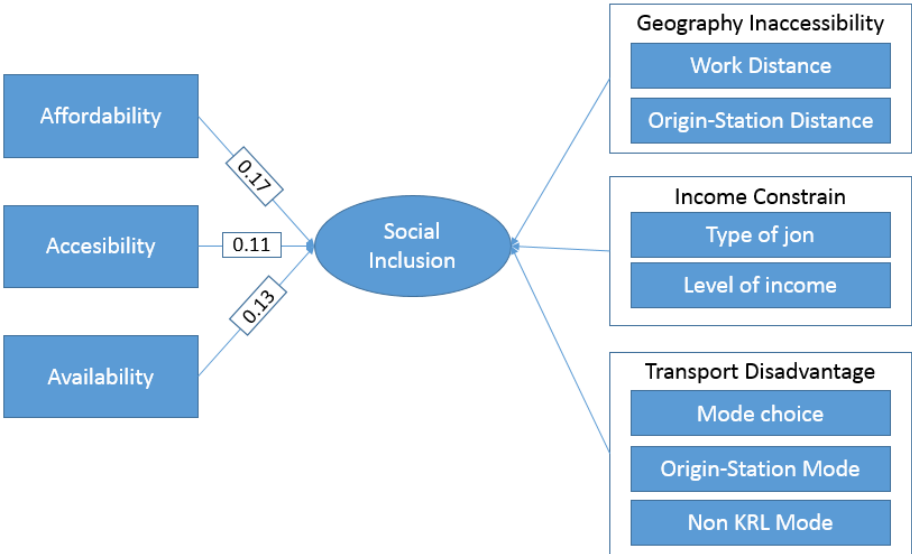 Affordability
Accesibility
Availability
0.17
0.11
0.13
Social
Inclusion
Geography Inaccessibility
Work Distance
Origin-Station Distance
Income Constrain
Type of jon
Level of income
Transport Disadvantage
Mode choice
Origin-Station Mode
Non KRL Mode